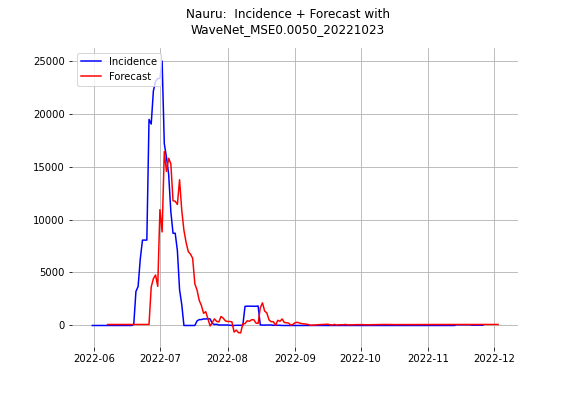 Nauru:  Incidence + Forecast with
WaveNet_MSE0.0050_20221023
Incidence
Forecast
25000
20000
15000
10000
5000
0
2022-06 2022-07 2022-08 2022-09 2022-10 2022-11 2022-12